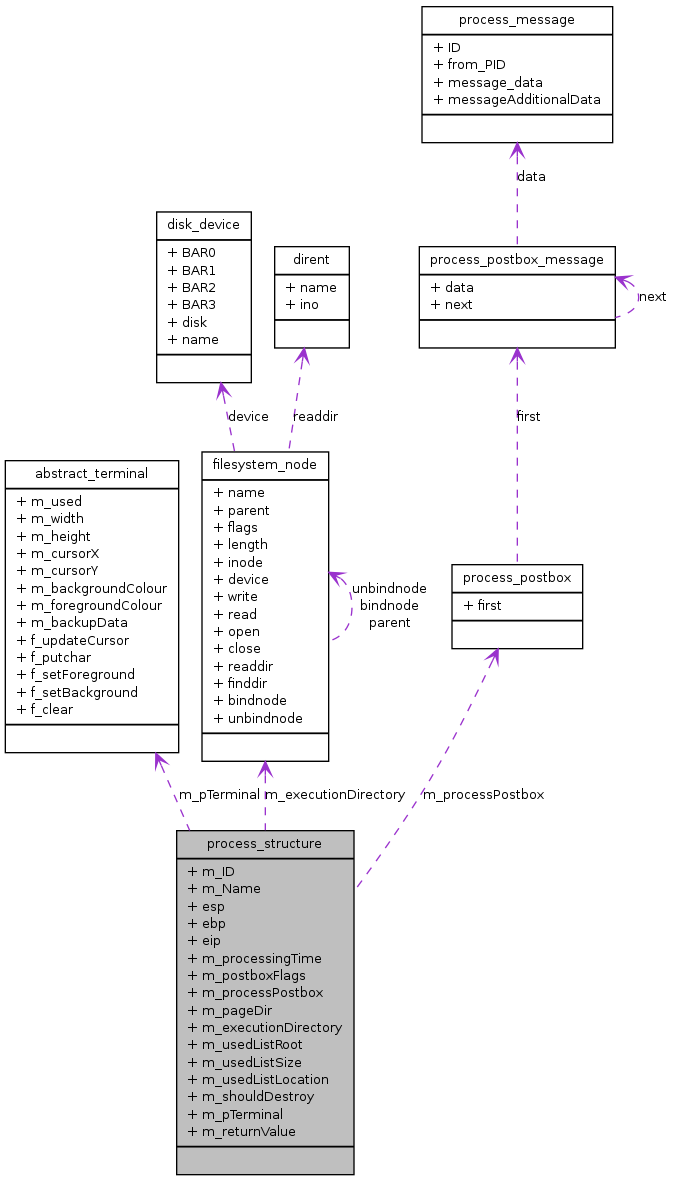 process_message
+ ID
+ from_PID
+ message_data
+ messageAdditionalData
data
disk_device
+ BAR0
+ BAR1
+ BAR2
+ BAR3
+ disk
+ name
dirent
+ name
+ ino
process_postbox_message
+ data
+ next
next
device
readdir
first
abstract_terminal
+ m_used
+ m_width
+ m_height
+ m_cursorX
+ m_cursorY
+ m_backgroundColour
+ m_foregroundColour
+ m_backupData
+ f_updateCursor
+ f_putchar
+ f_setForeground
+ f_setBackground
+ f_clear
filesystem_node
+ name
+ parent
+ flags
+ length
+ inode
+ device
+ write
+ read
+ open
+ close
+ readdir
+ finddir
+ bindnode
+ unbindnode
unbindnode
bindnode
parent
process_postbox
+ first
m_pTerminal
m_executionDirectory
m_processPostbox
process_structure
+ m_ID
+ m_Name
+ esp
+ ebp
+ eip
+ m_processingTime
+ m_postboxFlags
+ m_processPostbox
+ m_pageDir
+ m_executionDirectory
+ m_usedListRoot
+ m_usedListSize
+ m_usedListLocation
+ m_shouldDestroy
+ m_pTerminal
+ m_returnValue